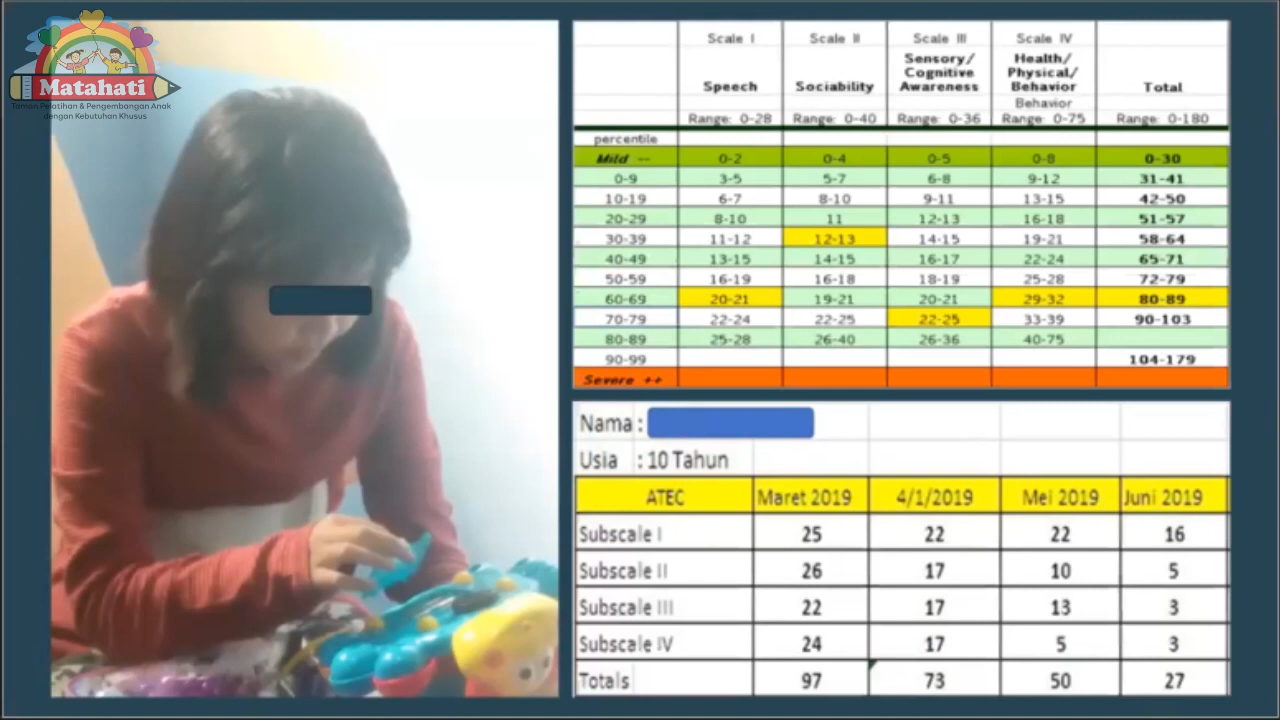 Matahati
Taman Pelatihan & Pengembangan Anak
dengan Kebutuhan Khusus
Scale I Scale II Scale III Scale IV
Speech Sociability Sensory/ Cognitive Awareness Health/ Physical/ Behavior Total
Behavior
Range: 0-28 Range: 0-40 Range: 0-36 Range: 0-75 Range: 0-180
percentile
Mild -- 0-2 0-4 0-5 0-8 0-30
0-9 3-5 5-7 6-8 9-12 31-41
10-19 6-7 8-10 9-11 13-15 42-50
20-29 8-10 11 12-13 16-18 51-57
30-39 11-12 12-13 14-15 19-21 58-64
40-49 13-15 14-15 16-17 22-24 65-71
50-59 16-19 16-18 18-19 25-28 72-79
60-69 20-21 19-21 20-21 29-32 80-89
70-79 22-24 22-25 22-25 33-39 90-103
80-89 25-28 26-40 26-36 40-75
90-99 104-179
Severe ++
Nama :
Usia : 10 Tahun
ATEC Maret 2019 4/1/2019 Mei 2019 Juni 2019
Subscale I 25 22 22 16
Subscale II 26 17 10 5
Subscale III 22 17 13 3
Subscale IV 24 17 5 3
Totals 97 73 50 27